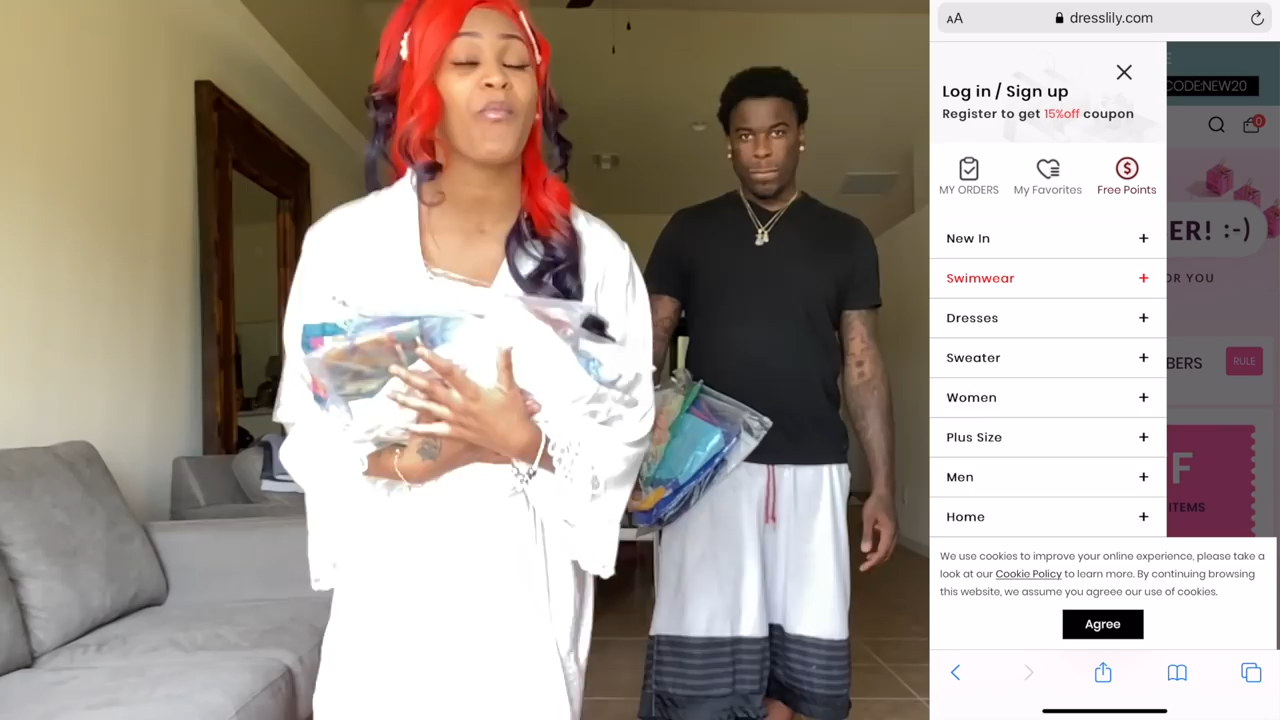 AA
dresslily.com
E
CODE:NEW20
Log in / Sign up
Register to get 15%off coupon
0
MY ORDERS
My Favorites
Free Points
ER! :-)
New In +
Swimwear +
OR YOU
Dresses +
Sweater +
BERS
RULE
Women +
Plus Size +
F
Men +
ITEMS
Home +
We use cookies to improve your online experience, please take a
look at our Cookie Policy to learn more. By continuing browsing
this website, we assume you agreee our use of cookies.
Agree